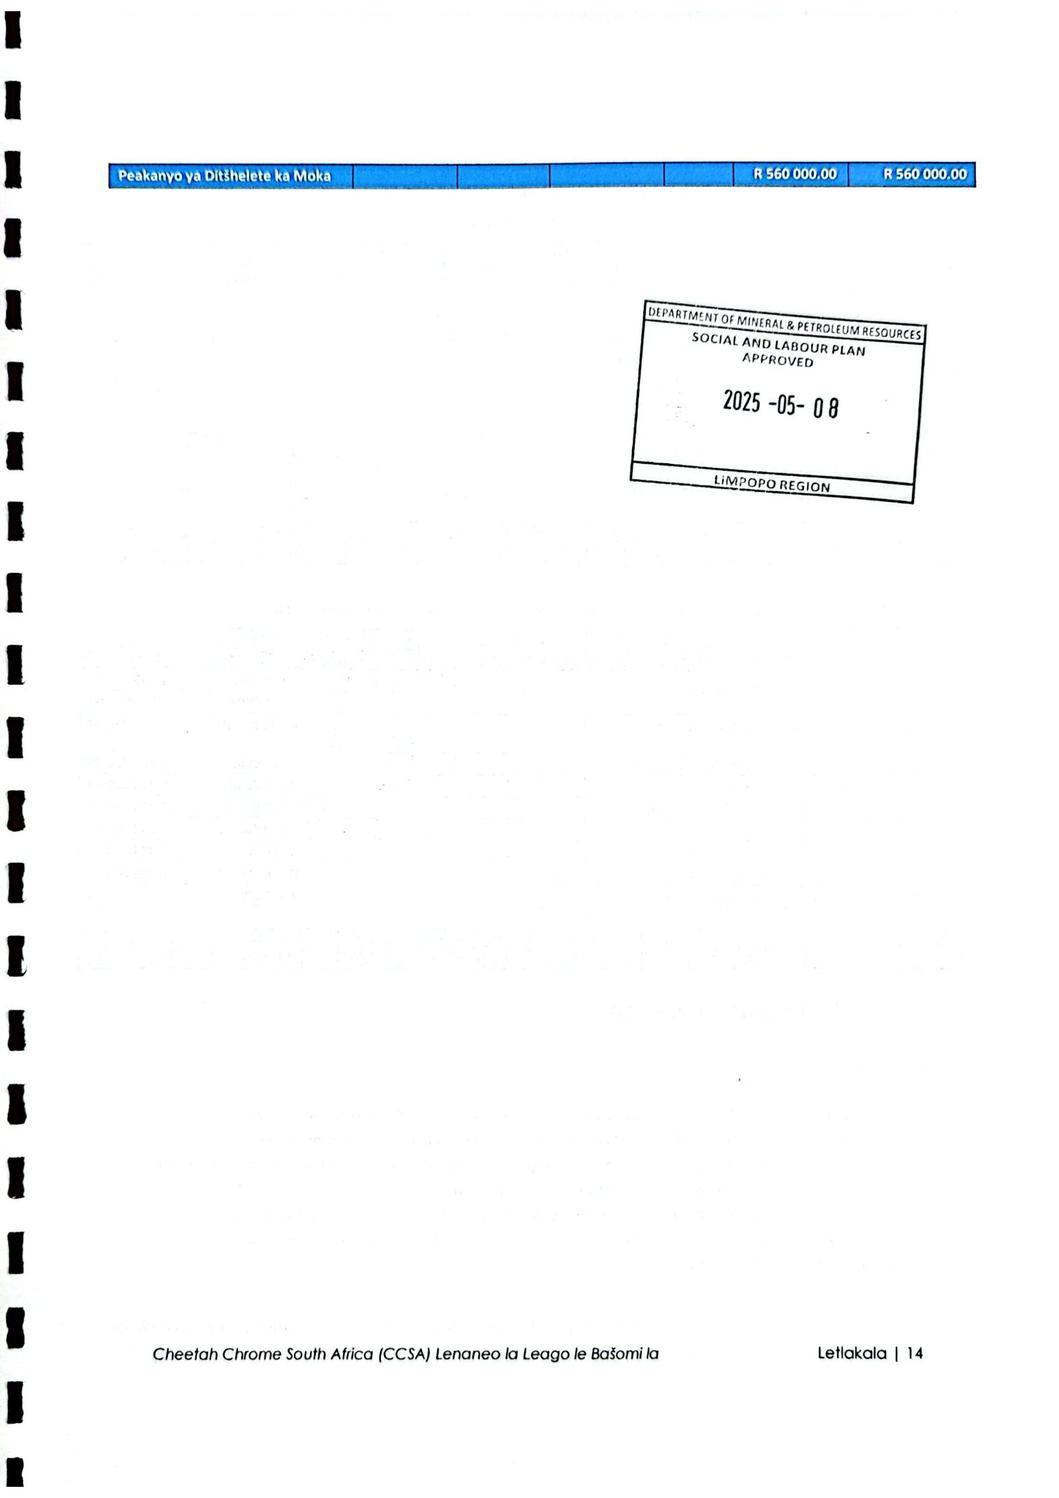 Peakanyo ya Ditšhelete ka Moka R 560 000.00 R 560 000.00
DEPARTMENT OF MINERAL & PETROLEUM RESOURCES
SOCIAL AND LABOUR PLAN
APPROVED
2025 -05- 08
LIMPOPO REGION
Cheetah Chrome South Africa (CCSA) Lenaneo la Leago le Bašomi la Letlakala | 14